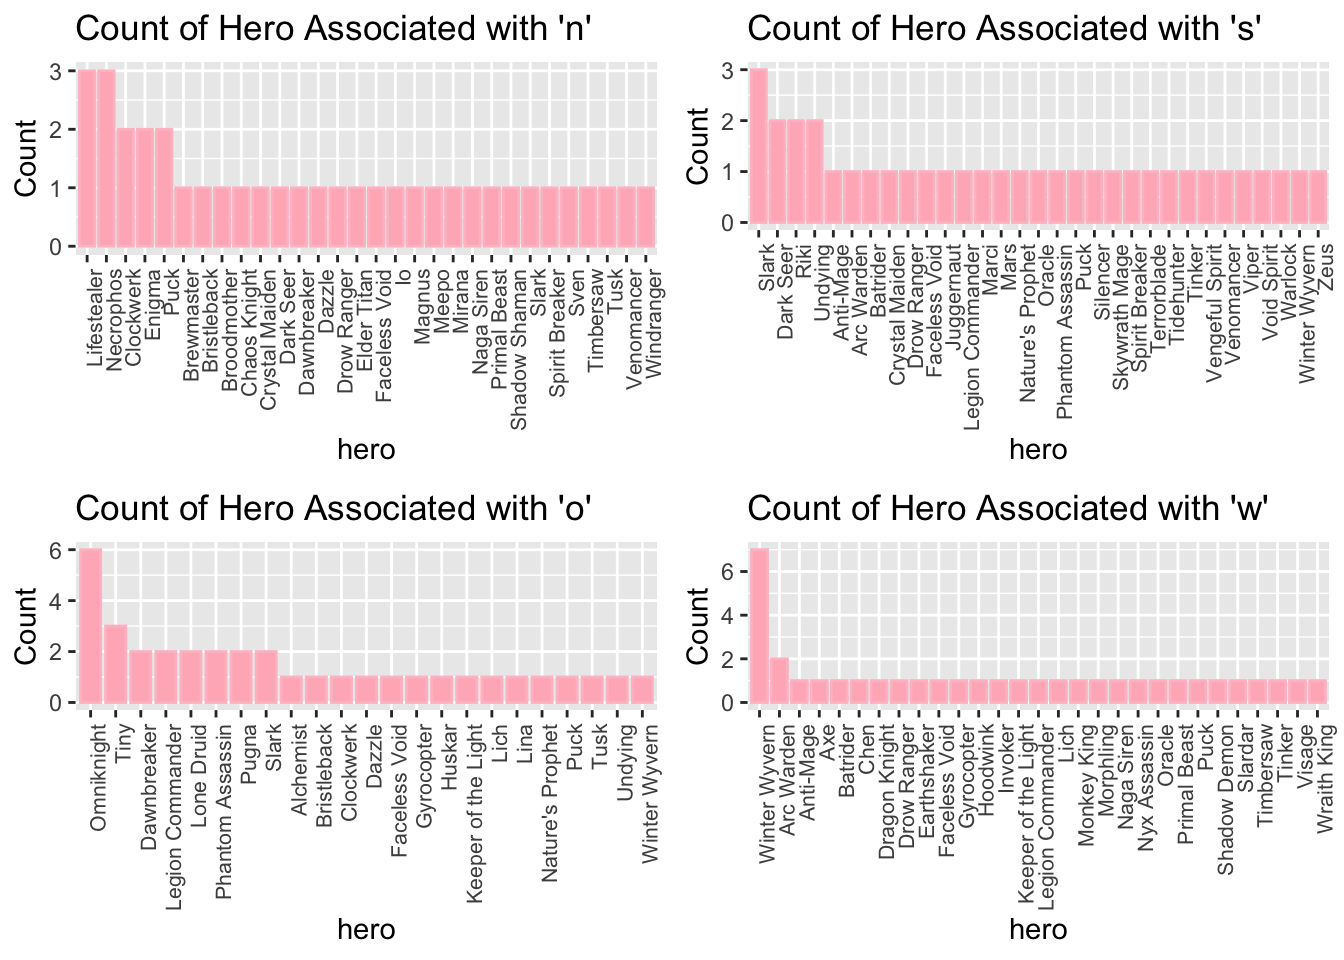 Count of Hero Associated with 'n'
Count
3
2
1
0
Lifestealer
Necrophos
Clockwerk
Enigma
Puck
Brewmaster
Bristleback
Broodmother
Chaos Knight
Crystal Maiden
Dark Seer
Dawnbreaker
Dazzle
Drow Ranger
Elder Titan
Faceless Void
Io
Magnus
Meepo
Mirana
Naga Siren
Primal Beast
Shadow Shaman
Slark
Spirit Breaker
Sven
Timbersaw
Tusk
Venomancer
Windranger
hero
Count of Hero Associated with 's'
Count
3
2
1
0
Slark
Dark Seer
Riki
Undying
Anti-Mage
Arc Warden
Batrider
Crystal Maiden
Drow Ranger
Faceless Void
Juggernaut
Legion Commander
Marci
Mars
Nature's Prophet
Oracle
Phantom Assassin
Puck
Silencer
Skywrath Mage
Spirit Breaker
Terrorblade
Tidehunter
Tinker
Vengeful Spirit
Venomancer
Viper
Void Spirit
Warlock
Winter Wyvern
Zeus
hero
Count of Hero Associated with 'o'
Count
6
4
2
0
Omniknight
Tiny
Dawnbreaker
Legion Commander
Lone Druid
Phantom Assassin
Pugna
Slark
Alchemist
Bristleback
Clockwerk
Dazzle
Faceless Void
Gyrocopter
Huskar
Keeper of the Light
Lich
Lina
Nature's Prophet
Puck
Tusk
Undying
Winter Wyvern
hero
Count of Hero Associated with 'w'
Count
6
4
2
0
Winter Wyvern
Arc Warden
Anti-Mage
Axe
Batrider
Chen
Dragon Knight
Drow Ranger
Earthshaker
Faceless Void
Gyrocopter
Hoodwink
Invoker
Keeper of the Light
Legion Commander
Lich
Monkey King
Morphling
Naga Siren
Nyx Assassin
Oracle
Primal Beast
Puck
Shadow Demon
Slardar
Timbersaw
Tinker
Visage
Wraith King
hero